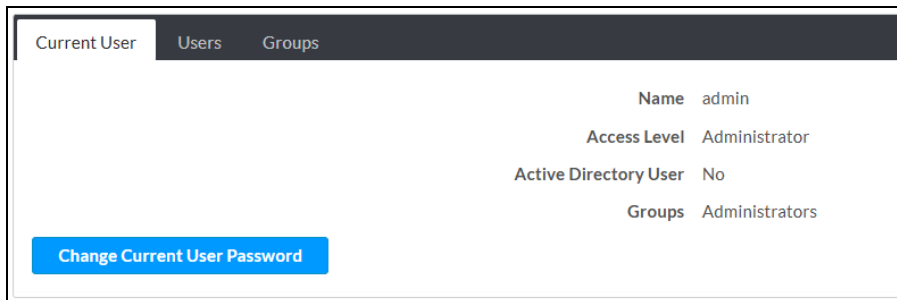 Current User Users Groups
Name admin
Access Level Administrator
Active Directory User No
Groups Administrators
Change Current User Password